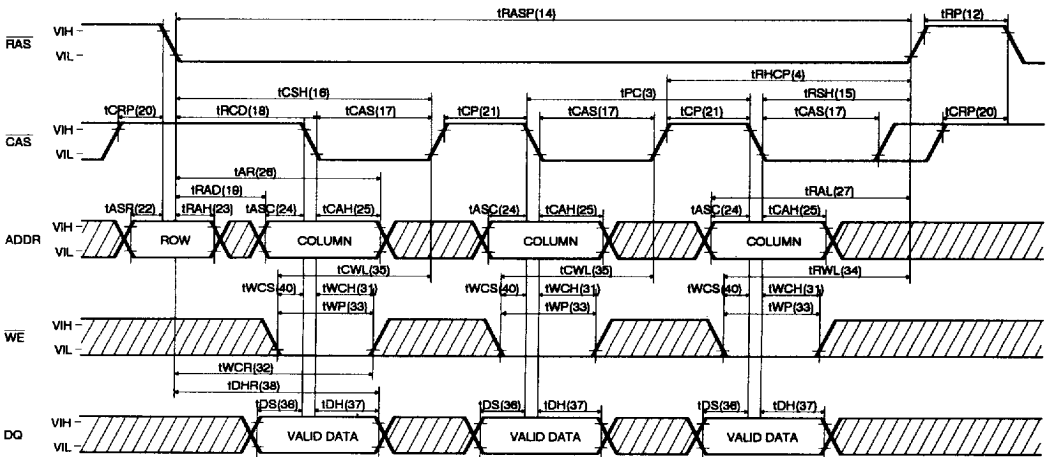 tRASP(14) tRP(12)
RAS VIH
VIL
tRHCP(4)
tCSH(16) tPC(3) tRSH(15)
tCRP(20) tRCD(18) tCAS(17) tCP(21) tCAS(17) tCP(21) tCAS(17) tCRP(20)
CAS VIH
VIL
tAR(26)
tRAD(19) tRAL(27)
tASR(22) tRAH(23) tASC(24) tCAH(25) tASC(24) tCAH(25) tASC(24) tCAH(25)
ADDR VIH
VIL
ROW COLUMN COLUMN COLUMN
tCWL(35) tCWL(35) tRWL(34)
tWCS(40) tWCH(31) tWCS(40) tWCH(31) tWCS(40) tWCH(31)
tWP(33) tWP(33) tWP(33)
WE VIH
VIL
tWCR(32)
tDHR(38)
tDS(36) tDH(37) tDS(36) tDH(37) tDS(36) tDH(37)
DQ VIH
VIL
VALID DATA VALID DATA VALID DATA